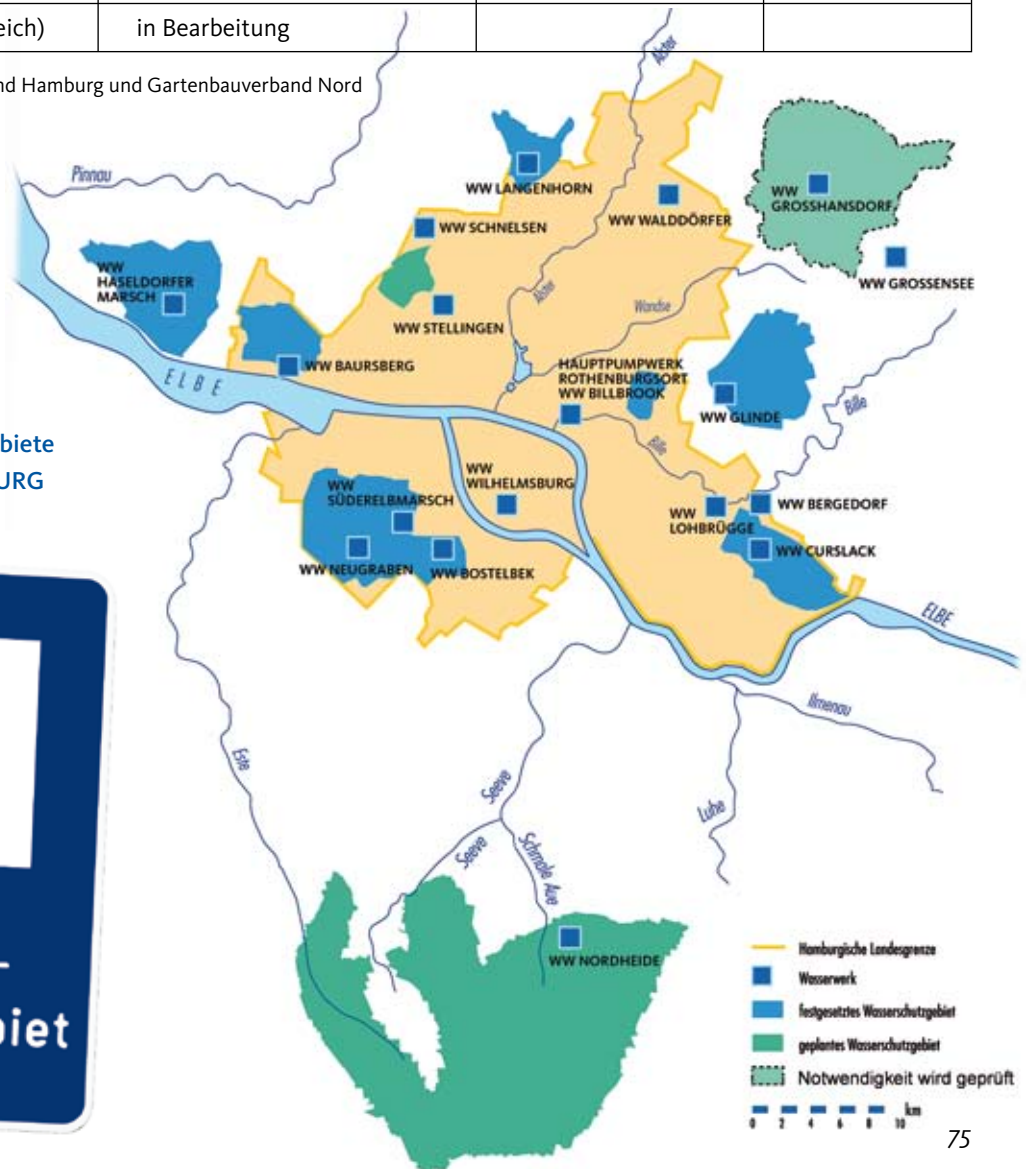 eich)
in Bearbeitung
nd Hamburg und Gartenbauverband Nord
Alster
Pinnau
WW LANGENHORN
WW
GROSSHANSDORF
WW WALDDÖRFER
WW SCHNELSEN
WW GROSSENSEE
WW
HASELDORFER
MARSCH
Alster
Wandse
WW STELLINGEN
WW BAURSBERG
HAUPTPUMPWERK
ROTHENBURGSORT
WW BILLBROOK
ELBE
WW GLINDE
Bille
biete
URG
Bille
WW
SÜDERELBMARSCH
WW
WILHELMSBURG
WW
LOHBRÜGGE
WW BERGEDORF
WW CURSLACK
WW NEUGRABEN
WW BOSTELBEK
ELBE
Ilmenau
Este
Seeve
Luhe
Seeve
Schmale Aue
WW NORDHEIDE
Hamburgische Landesgrenze
Wasserwerk
festgesetztes Wasserschutzgebiet
geplantes Wasserschutzgebiet
Notwendigkeit wird geprüft
km
0 2 4 6 8 10
biet
75